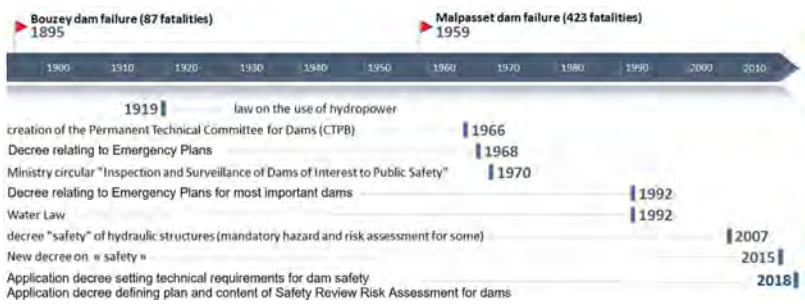 Bouzey dam failure (87 fatalities)
1895
Malpasset dam failure (423 fatalities)
1959
1900 1910 1920 1930 1940 1950 1960 1970 1980 1990 2000 2010
1919 law on the use of hydropower
creation of the Permanent Technical Committee for Dams (CTPB) 1966
Decree relating to Emergency Plans 1968
Ministry circular "Inspection and Surveillance of Dams of Interest to Public Safety" 1970
Decree relating to Emergency Plans for most important dams 1992
Water Law 1992
decree "safety" of hydraulic structures (mandatory hazard and risk assessment for some) 2007
New decree on « safety » 2015
Application decree setting technical requirements for dam safety 2018
Application decree defining plan and content of Safety Review Risk Assessment for dams